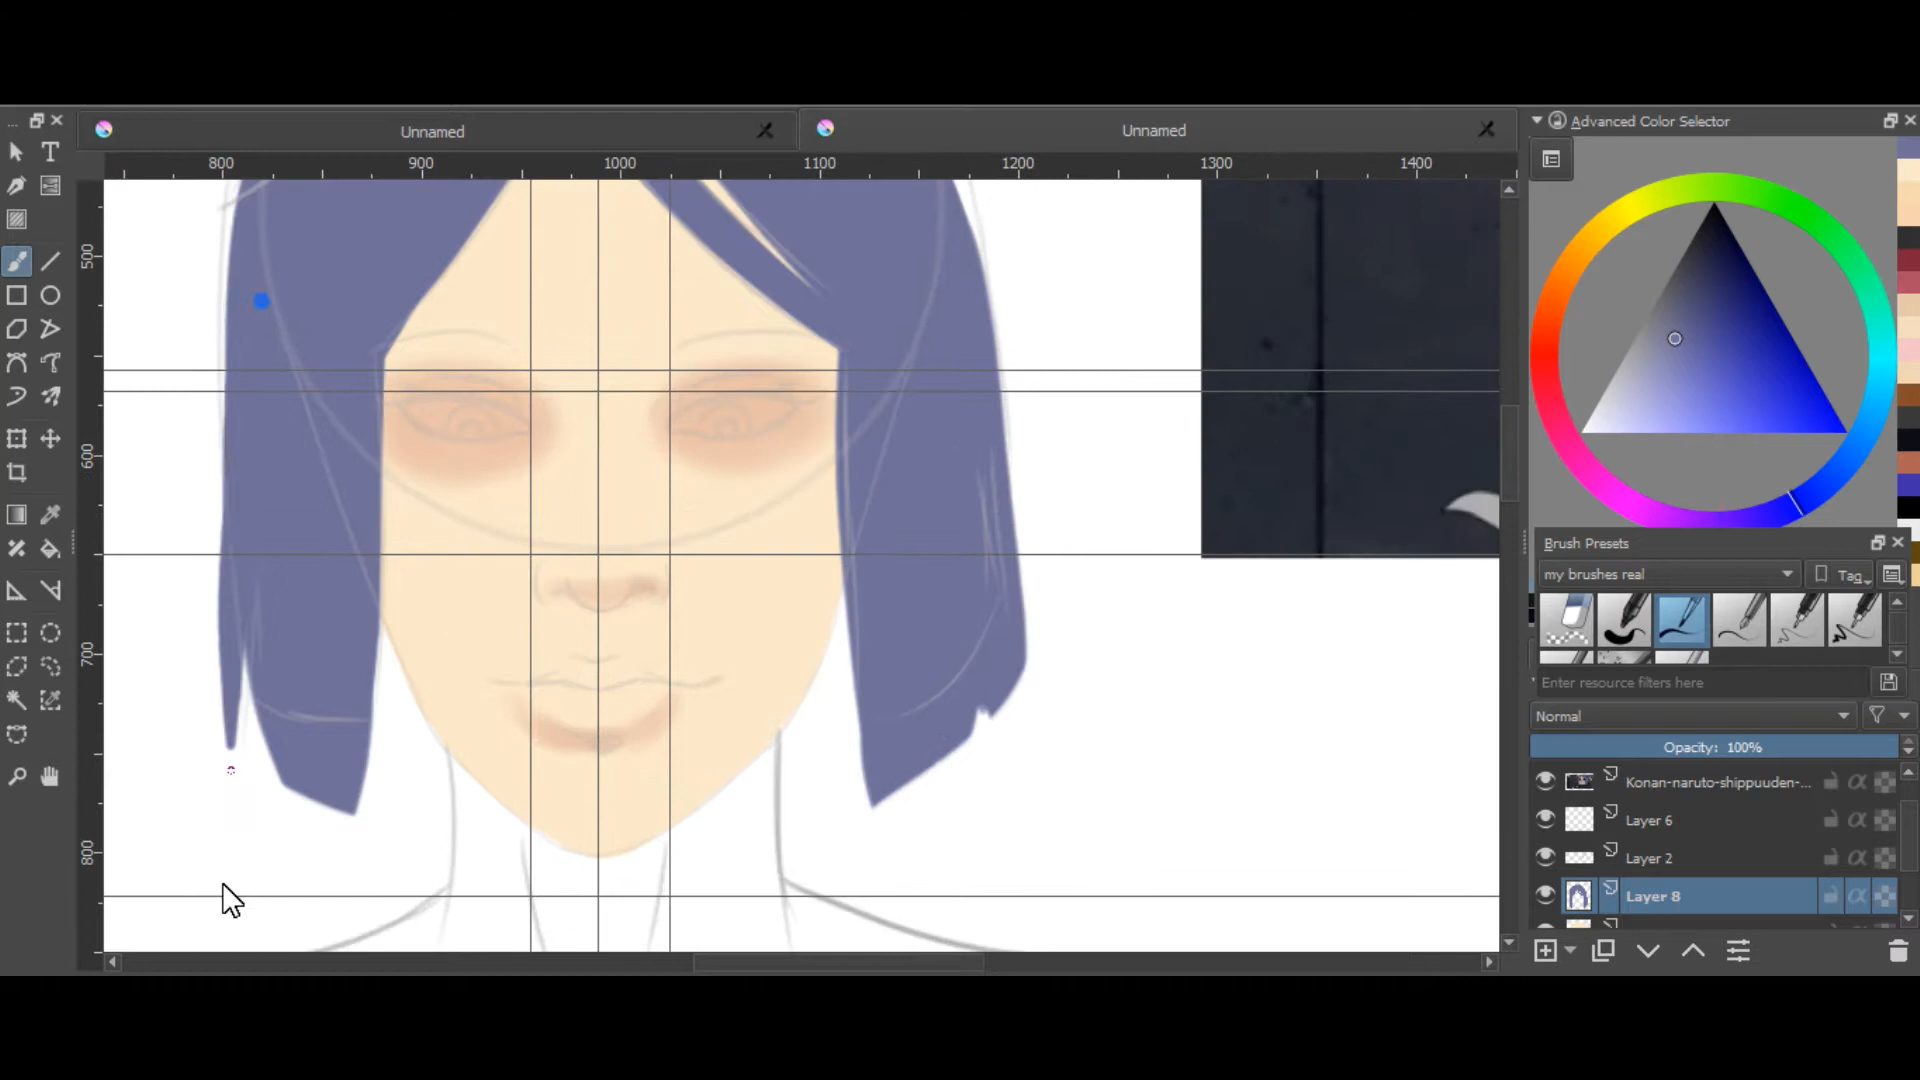 ...
Unnamed
Unnamed
Advanced Color Selector
800 900 1000 1100 1200 1300 1400
500
600
700
800
Brush Presets
my brushes real
Tag
Enter resource filters here
Normal
Opacity: 100%
Konan-naruto-shippuuden-...
Layer 6
Layer 2
Layer 8